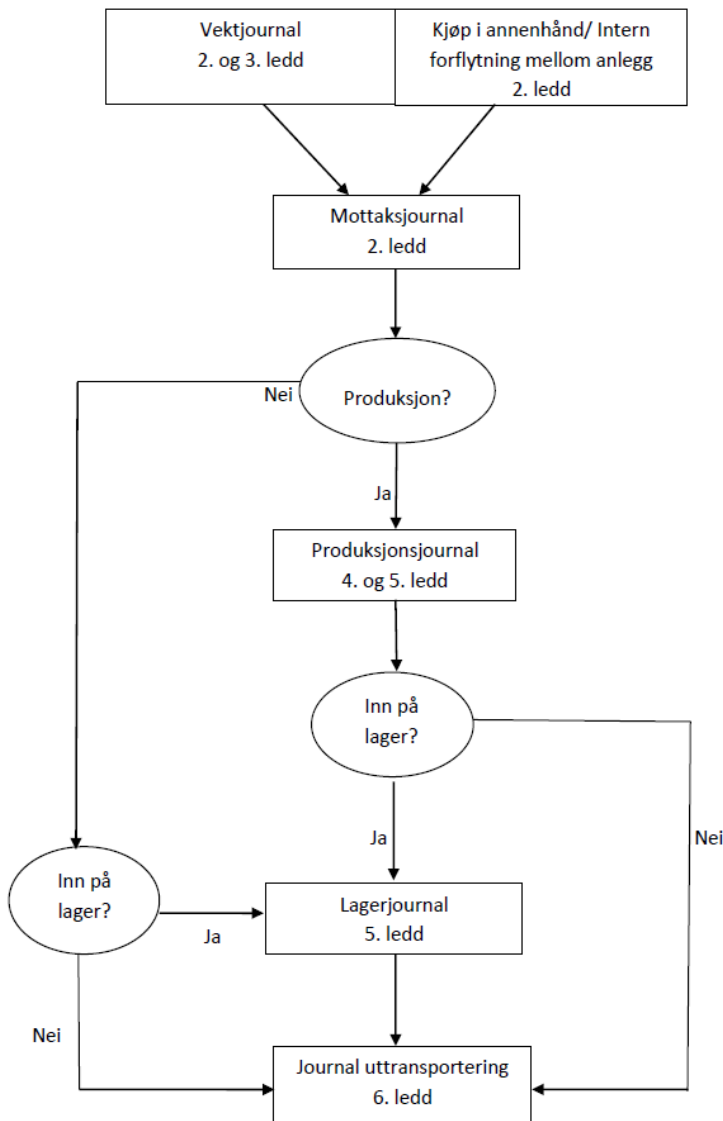 Vektjournal
2. og 3. ledd
Kjøp i annenhånd/ Intern
forflytning mellom anlegg
2. ledd
Mottaksjournal
2. ledd
Nei
Produksjon?
Ja
Produksjonsjournal
4. og 5. ledd
Inn på
lager?
Ja
Nei
Inn på
lager?
Ja
Lagerjournal
5. ledd
Nei
Journal uttransportering
6. ledd